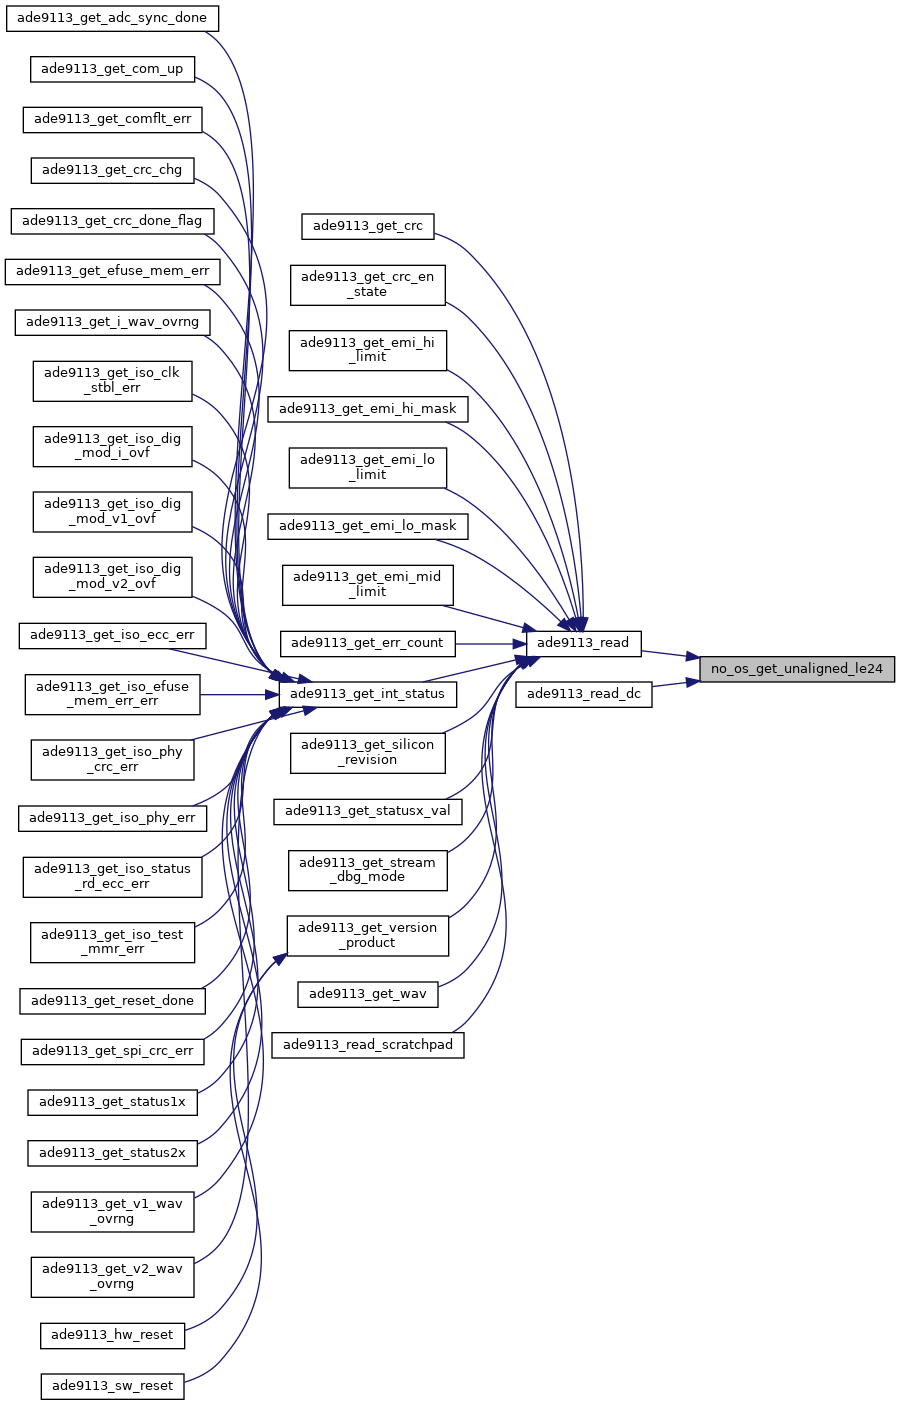 ade9113_get_adc_sync_done
ade9113_get_com_up
ade9113_get_comflt_err
ade9113_get_crc_chg
ade9113_get_crc_done_flag
ade9113_get_efuse_mem_err
ade9113_get_i_wav_ovrng
ade9113_get_iso_clk
_stbl_err
ade9113_get_iso_dig
_mod_i_ovf
ade9113_get_iso_dig
_mod_v1_ovf
ade9113_get_iso_dig
_mod_v2_ovf
ade9113_get_iso_ecc_err
ade9113_get_iso_efuse
_mem_err_err
ade9113_get_iso_phy
_crc_err
ade9113_get_iso_phy_err
ade9113_get_iso_status
_rd_ecc_err
ade9113_get_iso_test
_mmr_err
ade9113_get_reset_done
ade9113_get_spi_crc_err
ade9113_get_status1x
ade9113_get_status2x
ade9113_get_v1_wav
_ovrng
ade9113_get_v2_wav
_ovrng
ade9113_hw_reset
ade9113_sw_reset
ade9113_get_crc
ade9113_get_crc_en
_state
ade9113_get_emi_hi
_limit
ade9113_get_emi_hi_mask
ade9113_get_emi_lo
_limit
ade9113_get_emi_lo_mask
ade9113_get_emi_mid
_limit
ade9113_get_err_count
ade9113_get_int_status
ade9113_get_silicon
_revision
ade9113_get_statusx_val
ade9113_get_stream
_dbg_mode
ade9113_get_version
_product
ade9113_get_wav
ade9113_read_scratchpad
ade9113_read
ade9113_read_dc
no_os_get_unaligned_le24